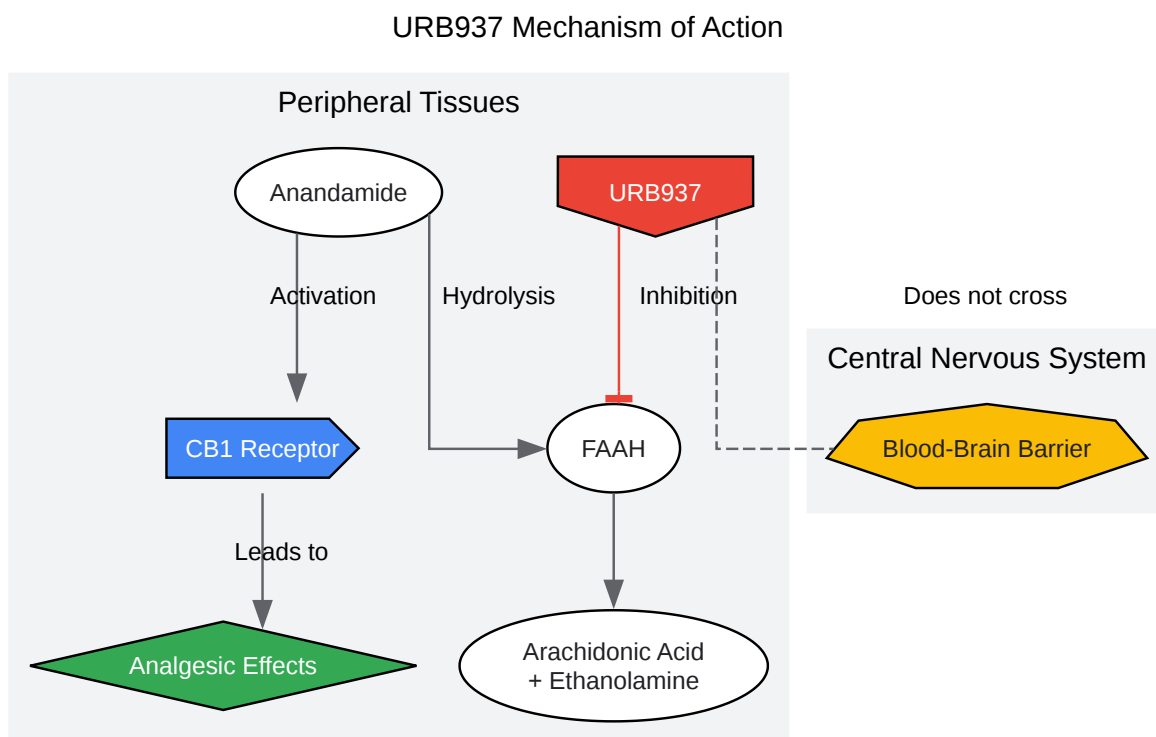 URB937 Mechanism of Action
Peripheral Tissues
Anandamide
URB937
Activation
Hydrolysis
Inhibition
Does not cross
Central Nervous System
CB1 Receptor
FAAH
Blood-Brain Barrier
Leads to
Analgesic Effects
Arachidonic Acid
+ Ethanolamine